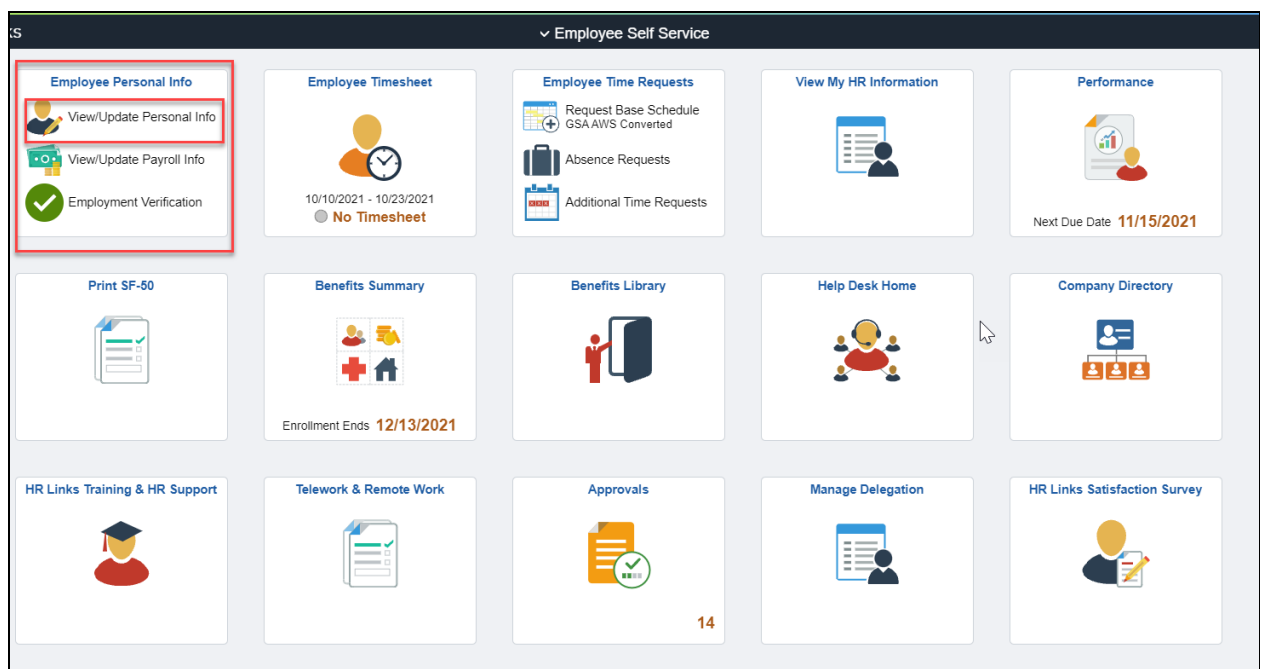 KS
Employee Self Service
Employee Personal Info
View/Update Personal Info
View/Update Payroll Info
Employment Verification
Employee Timesheet
10/10/2021 - 10/23/2021
No Timesheet
Employee Time Requests
Request Base Schedule
GSA AWS Converted
Absence Requests
Additional Time Requests
View My HR Information
Performance
Next Due Date 11/15/2021
Print SF-50
Benefits Summary
Enrollment Ends 12/13/2021
Benefits Library
Help Desk Home
Company Directory
HR Links Training & HR Support
Telework & Remote Work
Approvals
14
Manage Delegation
HR Links Satisfaction Survey